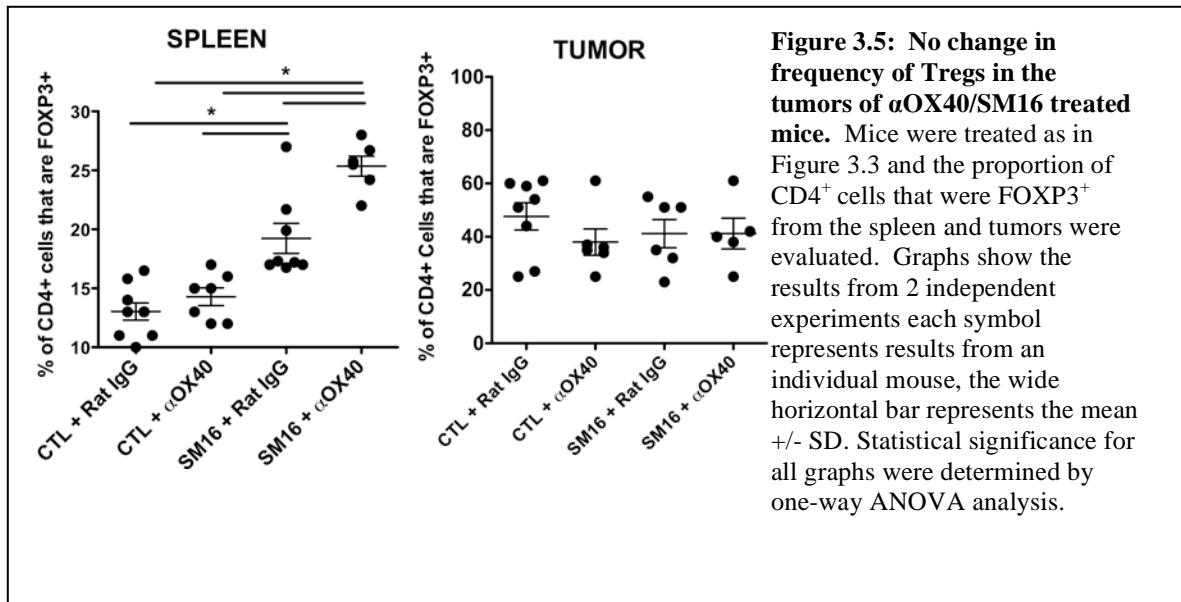 SPLEEN
% of CD4+ cells that are FOXP3+
30
25
20
15
10
*
*
CTL + Rat IgG
CTL + αOX40
SM16 + Rat IgG
SM16 + αOX40
TUMOR
% of CD4+ Cells that are FOXP3+
100
80
60
40
20
0
CTL + Rat IgG
CTL + αOX40
SM16 + Rat IgG
SM16 + αOX40
Figure 3.5: No change in
frequency of Tregs in the
tumors of αOX40/SM16 treated
mice. Mice were treated as in
Figure 3.3 and the proportion of
CD4⁺ cells that were FOXP3⁺
from the spleen and tumors were
evaluated. Graphs show the
results from 2 independent
experiments each symbol
represents results from an
individual mouse, the wide
horizontal bar represents the mean
+/- SD. Statistical significance for
all graphs were determined by
one-way ANOVA analysis.